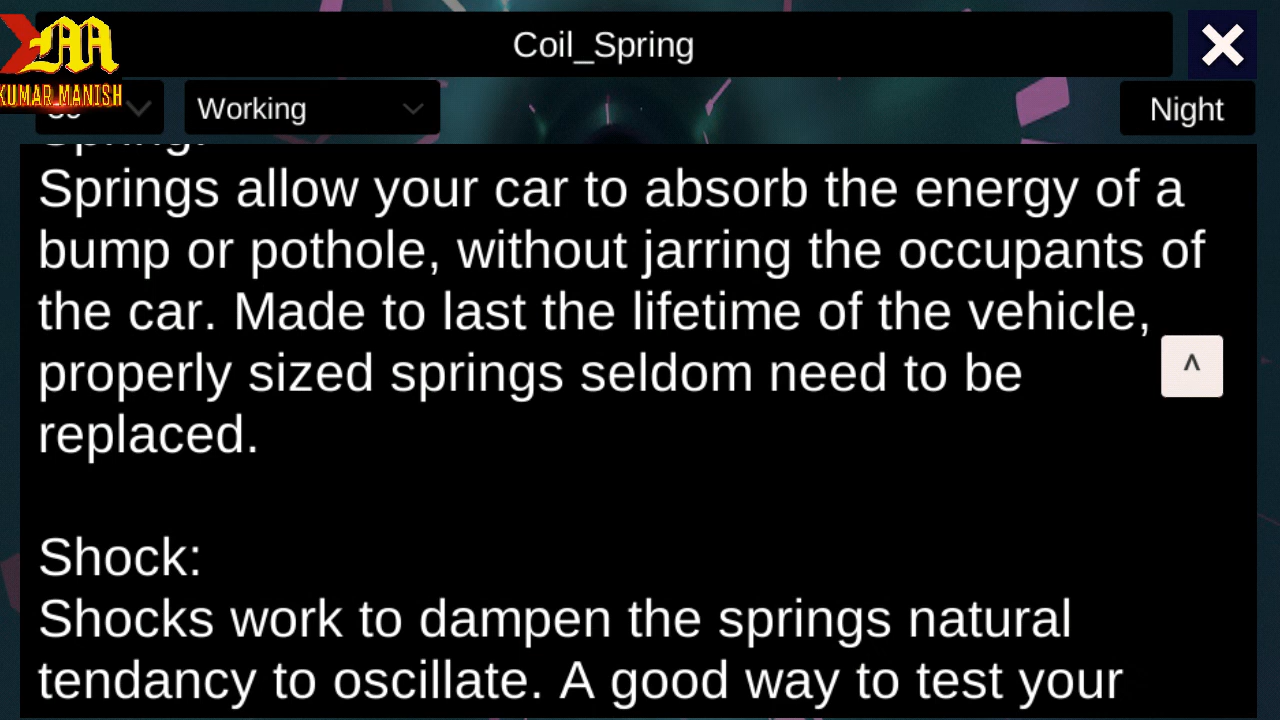 Coil_Spring
KUMAR MANISH
Working
Night
Spring:
Springs allow your car to absorb the energy of a
bump or pothole, without jarring the occupants of
the car. Made to last the lifetime of the vehicle,
properly sized springs seldom need to be
replaced.
^
Shock:
Shocks work to dampen the springs natural
tendancy to oscillate. A good way to test your